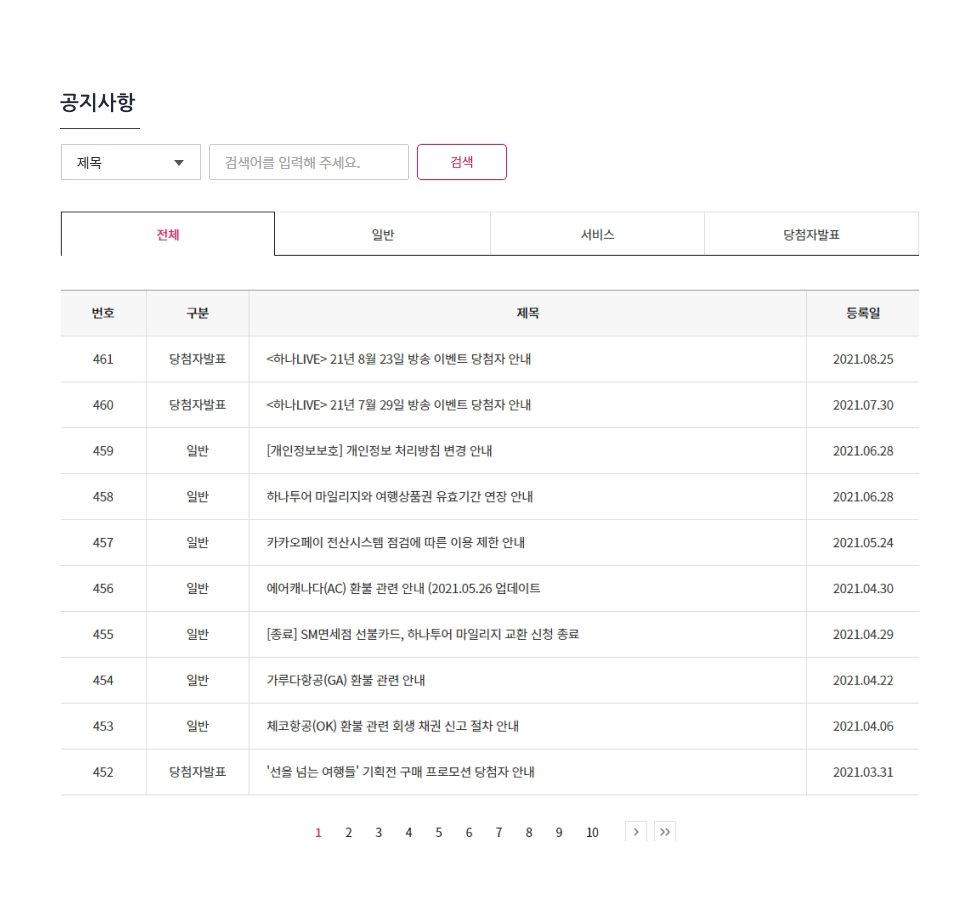 공지사항
제목 검색어를 입력해 주세요. 검색
전체 일반 서비스 당첨자발표
번호 구분 제목 등록일
461 당첨자발표 <하나LIVE> 21년 8월 23일 방송 이벤트 당첨자 안내 2021.08.25
460 당첨자발표 <하나LIVE> 21년 7월 29일 방송 이벤트 당첨자 안내 2021.07.30
459 일반 [개인정보보호] 개인정보 처리방침 변경 안내 2021.06.28
458 일반 하나투어 마일리지와 여행상품권 유효기간 연장 안내 2021.06.28
457 일반 카카오페이 전산시스템 점검에 따른 이용 제한 안내 2021.05.24
456 일반 에어캐나다(AC) 환불 관련 안내 (2021.05.26 업데이트 2021.04.30
455 일반 [종료] SM면세점 선불카드, 하나투어 마일리지 교환 신청 종료 2021.04.29
454 일반 가루다항공(GA) 환불 관련 안내 2021.04.22
453 일반 체코항공(OK) 환불 관련 회생 채권 신고 절차 안내 2021.04.06
452 당첨자발표 '선을 넘는 여행들' 기획전 구매 프로모션 당첨자 안내 2021.03.31
1 2 3 4 5 6 7 8 9 10 > >>